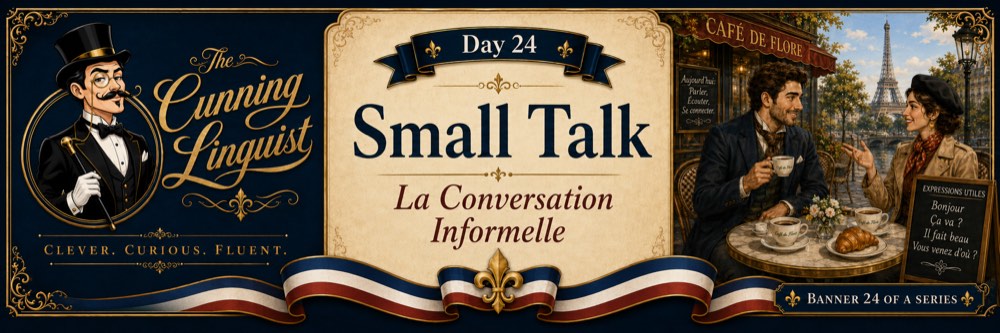 The
Cunning
Linguist
CLEVER. CURIOUS. FLUENT.
Day 24
Small Talk
La Conversation
Informelle
CAFÉ DE FLORE
Aujourd'hui:
Parler,
Écouter,
Se connecter.
EXPRESSIONS UTILES
Bonjour
Ça va ?
Il fait beau
Vous venez d'où ?
BANNER 24 OF A SERIES